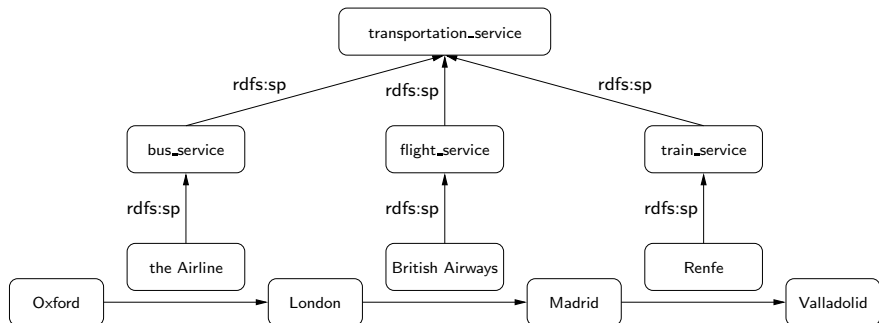 transportation_service
rdfs:sp
rdfs:sp
rdfs:sp
bus_service
flight_service
train_service
rdfs:sp
rdfs:sp
rdfs:sp
the Airline
British Airways
Renfe
Oxford
London
Madrid
Valladolid